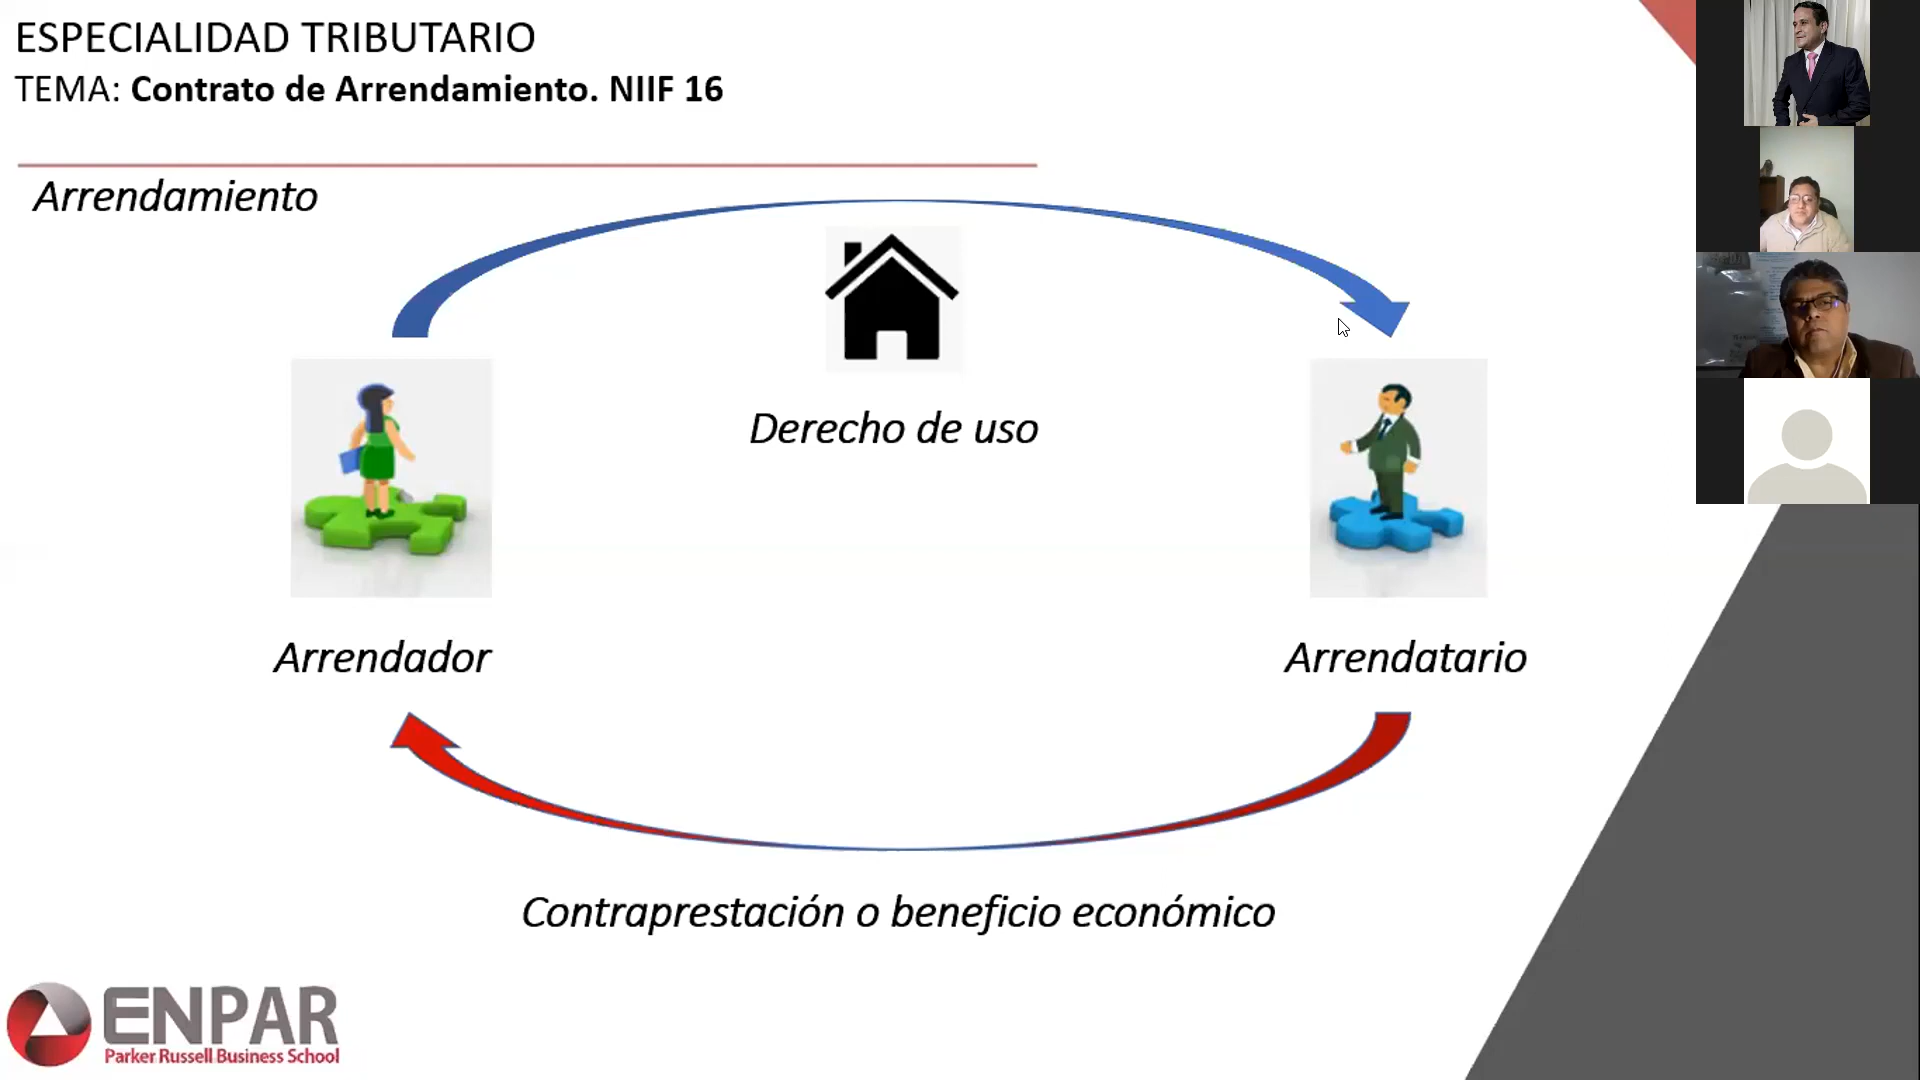 ESPECIALIDAD TRIBUTARIO
TEMA: Contrato de Arrendamiento. NIIF 16
Arrendamiento
Derecho de uso
Arrendador
Arrendatario
Contraprestación o beneficio económico
ENPAR
Parker Russell Business School